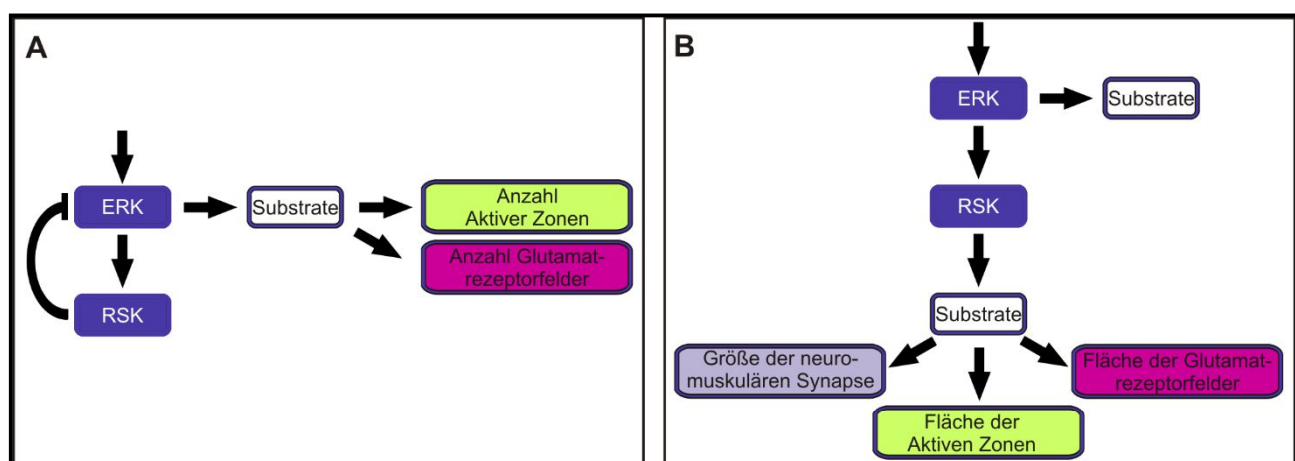 A
ERK
Substrate
Anzahl
Aktiver Zonen
Anzahl Glutamat-
rezeptorfelder
RSK
B
ERK
Substrate
RSK
Substrate
Größe der neuro-
muskulären Synapse
Fläche der Glutamat-
rezeptorfelder
Fläche der
Aktiven Zonen